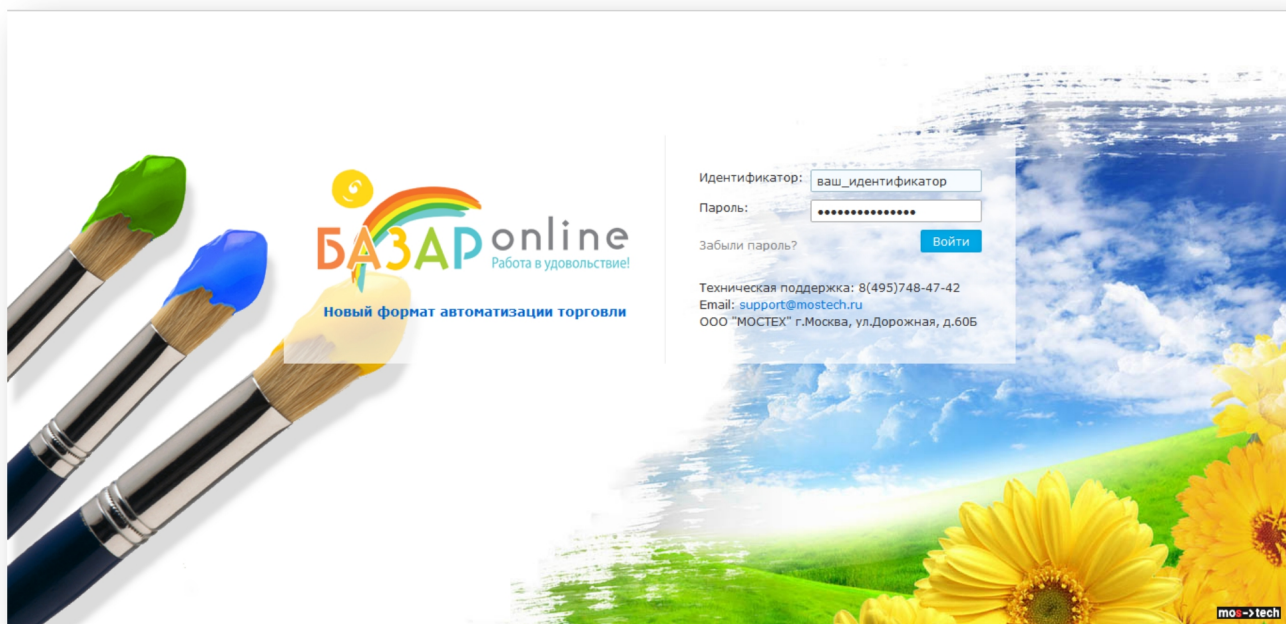 БАЗАР online
Работа в удовольствие!
Новый формат автоматизации торговли
Идентификатор: ваш_идентификатор
Пароль: •••••••••••••••
Забыли пароль? Войти
Техническая поддержка: 8(495)748-47-42
Email: support@mostech.ru
ООО "МОСТЕХ" г.Москва, ул.Дорожная, д.60Б
mos->tech